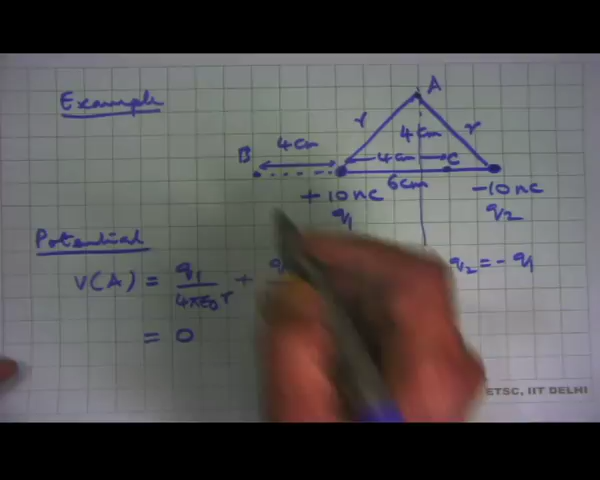 Example
A
r
r
4cm
4cm
B
4cm
C
6cm
+10nC
-10nC
q1
q2
Potential
V(A) = q1/4πε0r +
q2 = - q1
= 0
ETSC, IIT DELHI